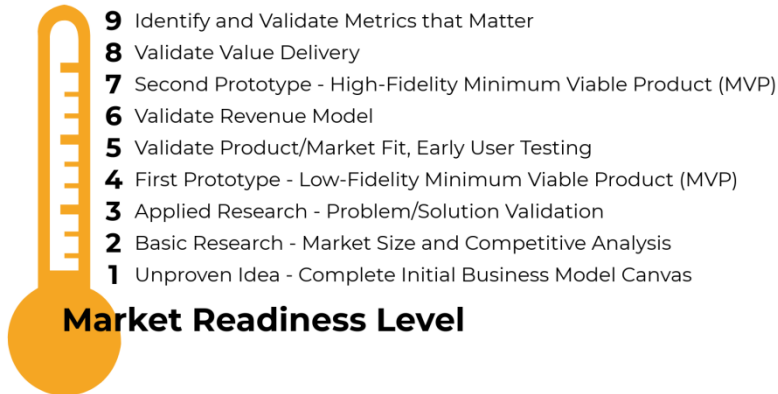 9 Identify and Validate Metrics that Matter
8 Validate Value Delivery
7 Second Prototype - High-Fidelity Minimum Viable Product (MVP)
6 Validate Revenue Model
5 Validate Product/Market Fit, Early User Testing
4 First Prototype - Low-Fidelity Minimum Viable Product (MVP)
3 Applied Research - Problem/Solution Validation
2 Basic Research - Market Size and Competitive Analysis
1 Unproven Idea - Complete Initial Business Model Canvas
Market Readiness Level